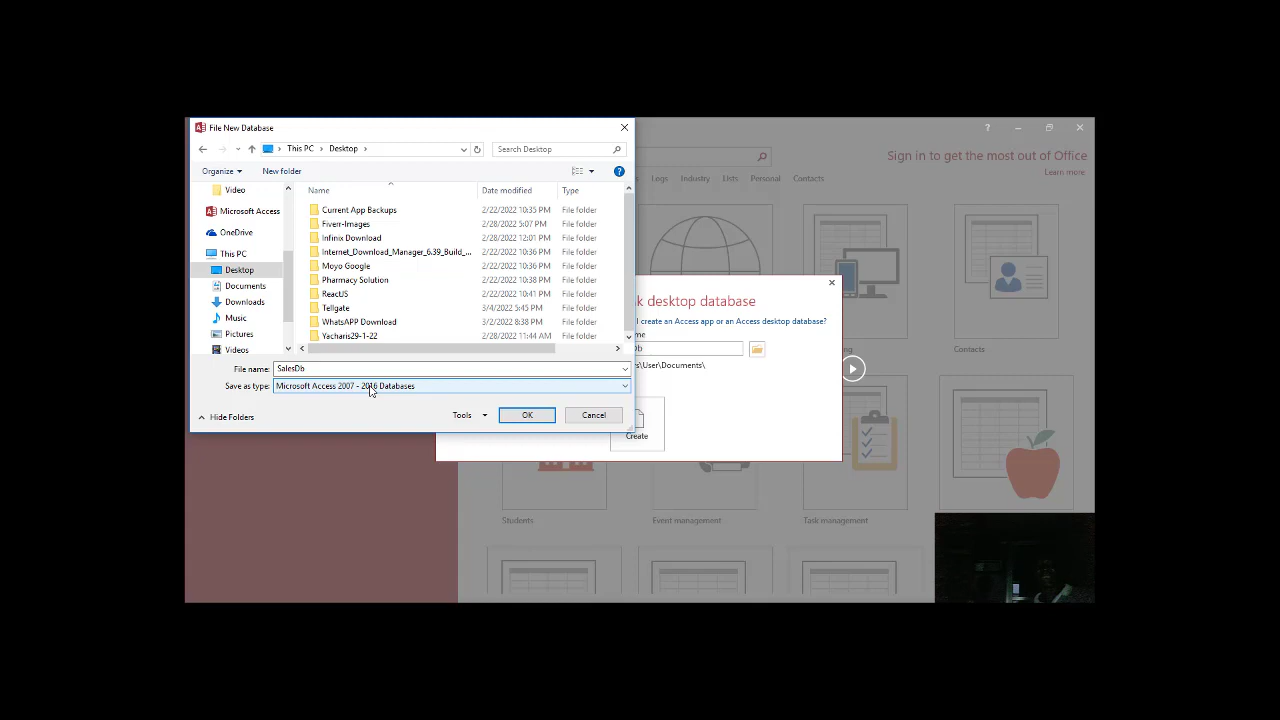 File New Database
This PC
Desktop
Search Desktop
Organize
New folder
Name
Date modified
Type
Video
Microsoft Access
OneDrive
This PC
Desktop
Documents
Downloads
Music
Pictures
Videos
Current App Backups 2/22/2022 10:35 PM File folder
Fiverr-Images 2/28/2022 5:07 PM File folder
Infinix Download 2/28/2022 12:01 PM File folder
Internet_Download_Manager_6.39_Build_... 2/22/2022 10:36 PM File folder
Moyo Google 2/22/2022 10:36 PM File folder
Pharmacy Solution 2/22/2022 10:38 PM File folder
ReactJS 2/22/2022 10:41 PM File folder
Tellgate 3/4/2022 5:45 PM File folder
WhatsAPP Download 3/2/2022 8:38 PM File folder
Yacharis29-1-22 2/28/2022 11:44 AM File folder
File name: SalesDb
Save as type: Microsoft Access 2007 - 2016 Databases
Hide Folders
Tools
OK
Cancel
?
Sign in to get the most out of Office
Learn more
Logs Industry Lists Personal Contacts
k desktop database
I create an Access app or an Access desktop database?
me
Db
s\User\Documents\
Create
ng
Contacts
Students
Event management
Task management